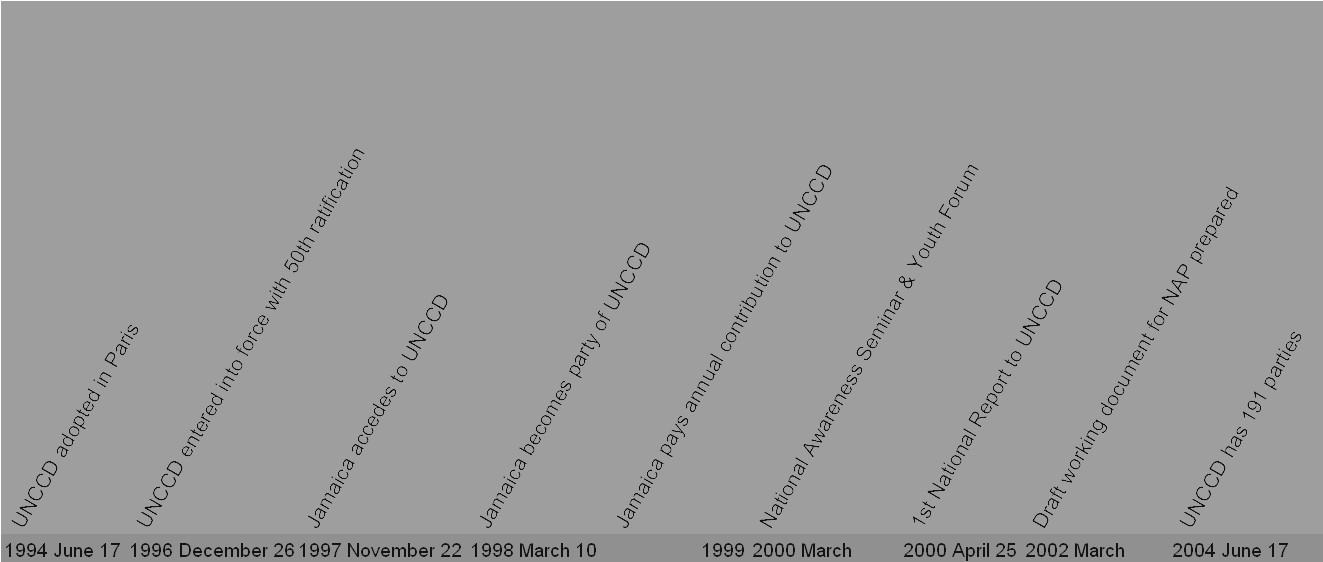 UNCCD adopted in Paris
UNCCD entered into force with 50th ratification
Jamaica accedes to UNCCD
Jamaica becomes party of UNCCD
Jamaica pays annual contribution to UNCCD
National Awareness Seminar & Youth Forum
1st National Report to UNCCD
Draft working document for NAP prepared
UNCCD has 191 parties
1994 June 17 1996 December 26 1997 November 22 1998 March 10 1999 2000 March 2000 April 25 2002 March 2004 June 17